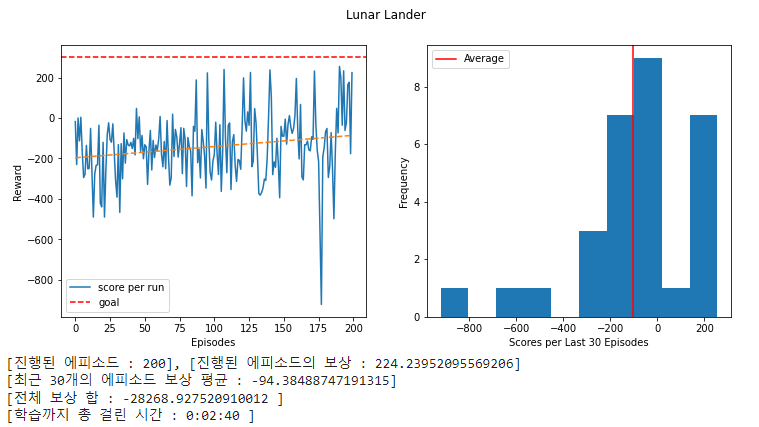 Lunar Lander
200
0
−200
−400
−600
−800
Reward
score per run
goal
0
25
50
75
100
125
150
175
200
Episodes
Average
8
6
4
2
0
Frequency
−800
−600
−400
−200
0
200
Scores per Last 30 Episodes
[진행된 에피소드 : 200], [진행된 에피소드의 보상 : 224.23952095569206]
[최근 30개의 에피소드 보상 평균 : -94.38488747191315]
[전체 보상 합 : -28268.927520910012 ]
[학습까지 총 걸린 시간 : 0:02:40 ]